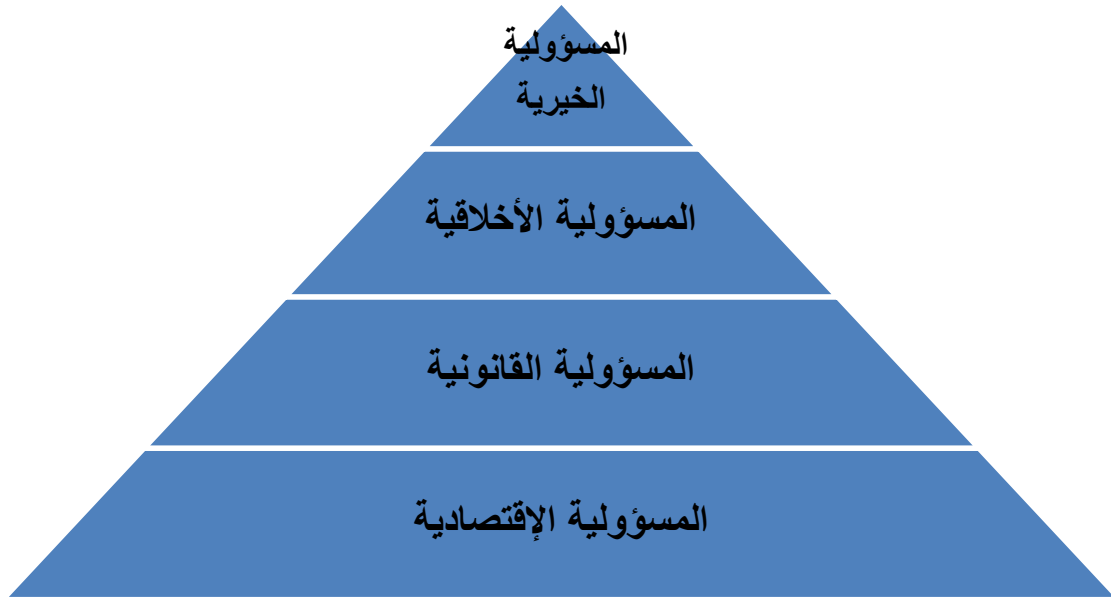 المسؤولية
الخيرية
المسؤولية الأخلاقية
المسؤولية القانونية
المسؤولية الإقتصادية